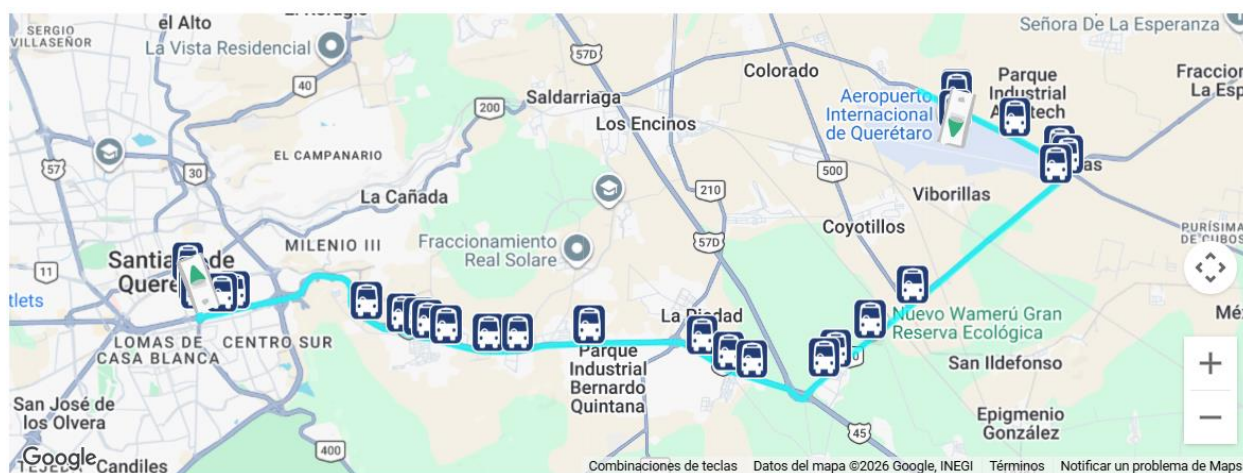 SERGIO
VILLASEÑOR
el Alto
La Vista Residencial
40
57D
Colorado
Señora De La Esperanza
Parque
Industrial
Fraccion
La Esp
Saldarriaga
200
Los Encinos
Aeropuerto
Internacional
de Querétaro
57
30
EL CAMPANARIO
La Cañada
210
500
Viborillas
Coyotillos
PURÍSIMA
DE CUBOS
11
MILENIO III
Fraccionamiento
Real Solare
57D
La Piedad
Nuevo Wamerú Gran
Reserva Ecológica
LOMAS DE
CASA BLANCA
CENTRO SUR
Parque
Industrial
Bernardo
Quintana
San Ildefonso
San José de
los Olvera
Epigmenio
González
400
45
Google
Candiles
Combinaciones de teclas
Datos del mapa ©2026 Google, INEGI
Términos
Notificar un problema de Maps